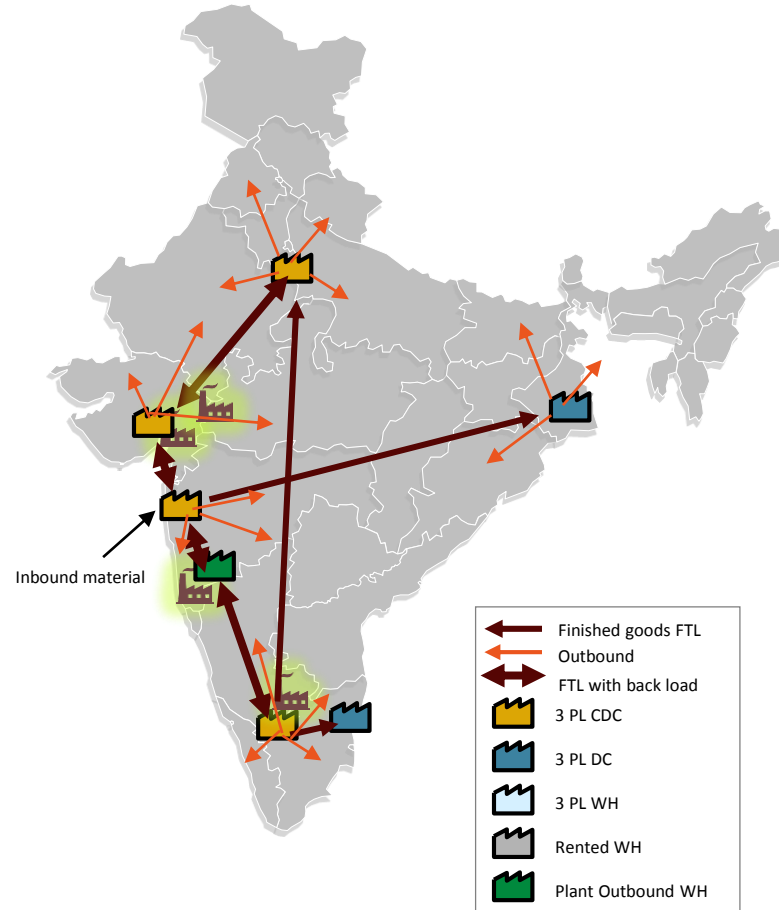 Inbound material
Finished goods FTL
Outbound
FTL with back load
3 PL CDC
3 PL DC
3 PL WH
Rented WH
Plant Outbound WH